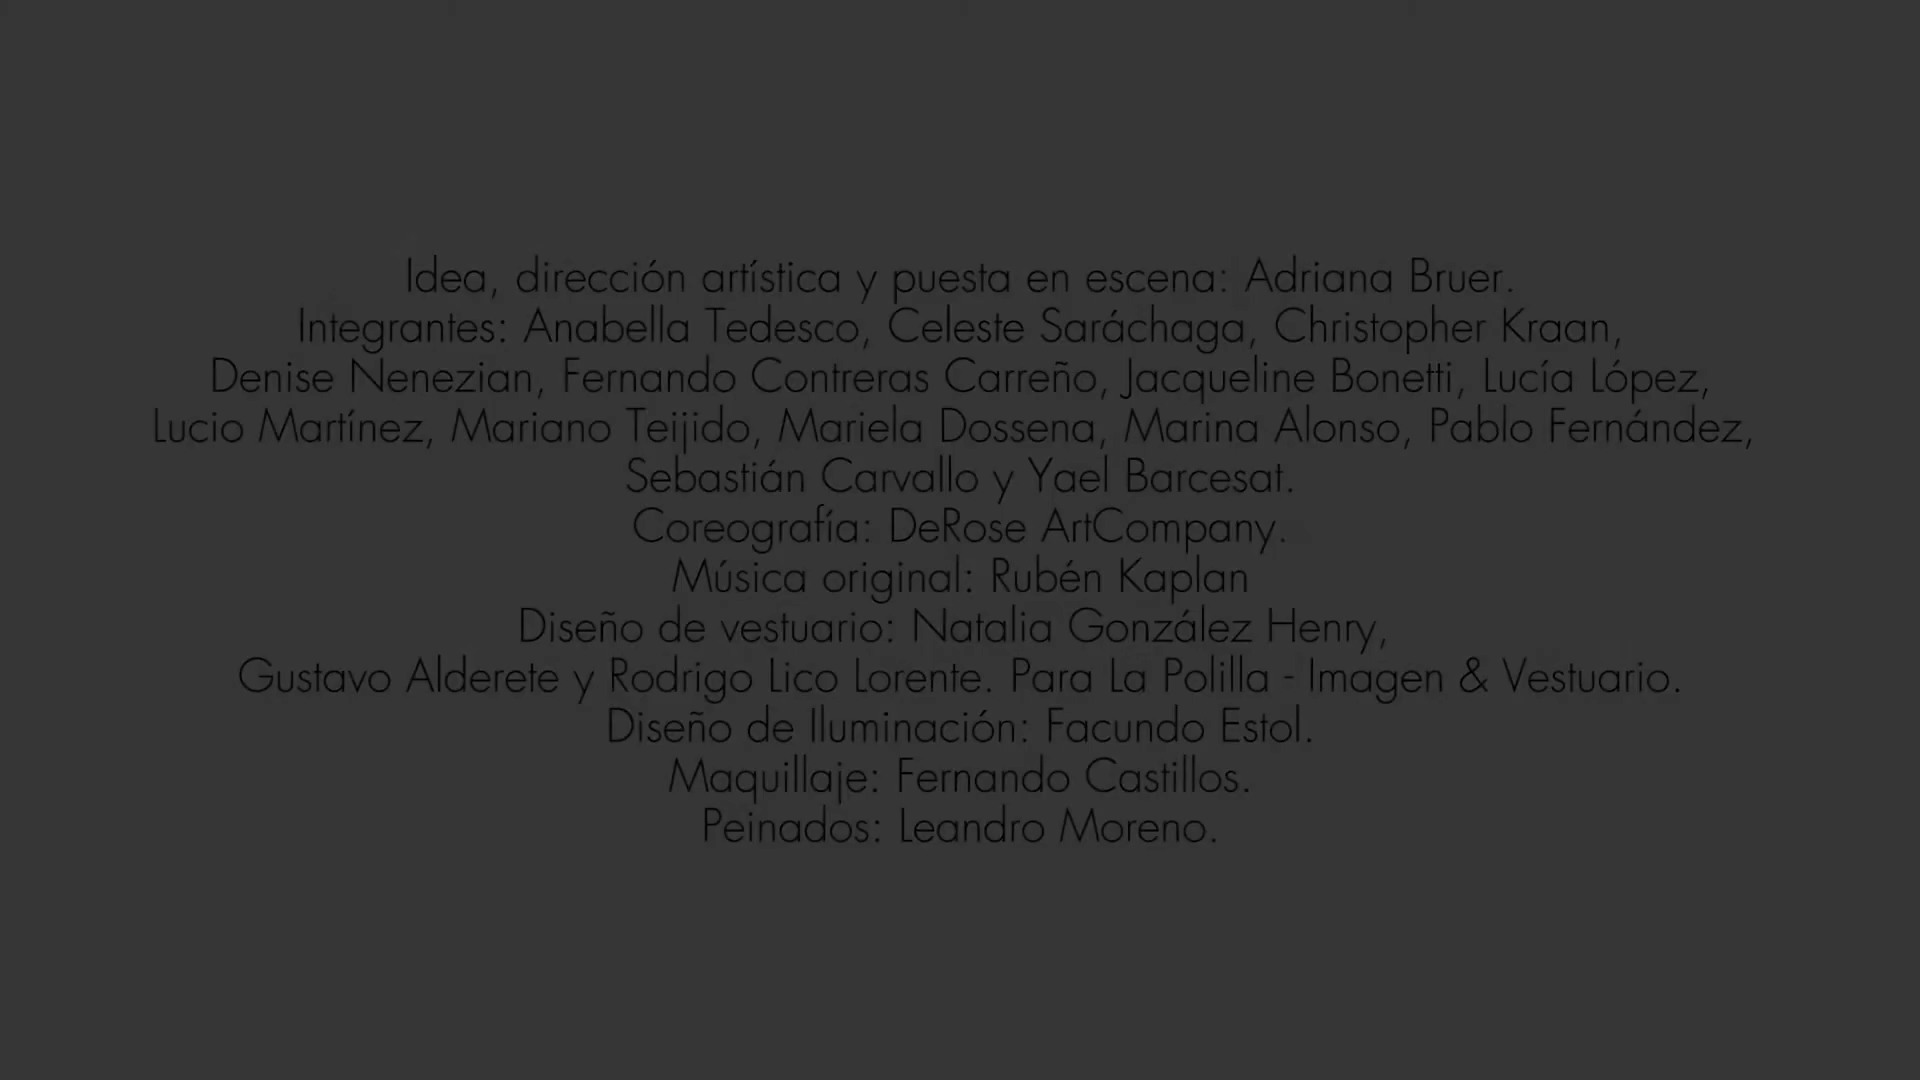 Idea, dirección artística y puesta en escena: Adriana Bruer.
Integrantes: Anabella Tedesco, Celeste Saráchaga, Christopher Kraan,
Denise Nenezian, Fernando Contreras Carreño, Jacqueline Bonetti, Lucía López,
Lucio Martínez, Mariano Teijido, Mariela Dossena, Marina Alonso, Pablo Fernández,
Sebastián Carvallo y Yael Barcesat.
Coreografía: DeRose ArtCompany.
Música original: Rubén Kaplan
Diseño de vestuario: Natalia González Henry,
Gustavo Alderete y Rodrigo Lico Lorente. Para La Polilla - Imagen & Vestuario.
Diseño de Iluminación: Facundo Estol.
Maquillaje: Fernando Castillos.
Peinados: Leandro Moreno.